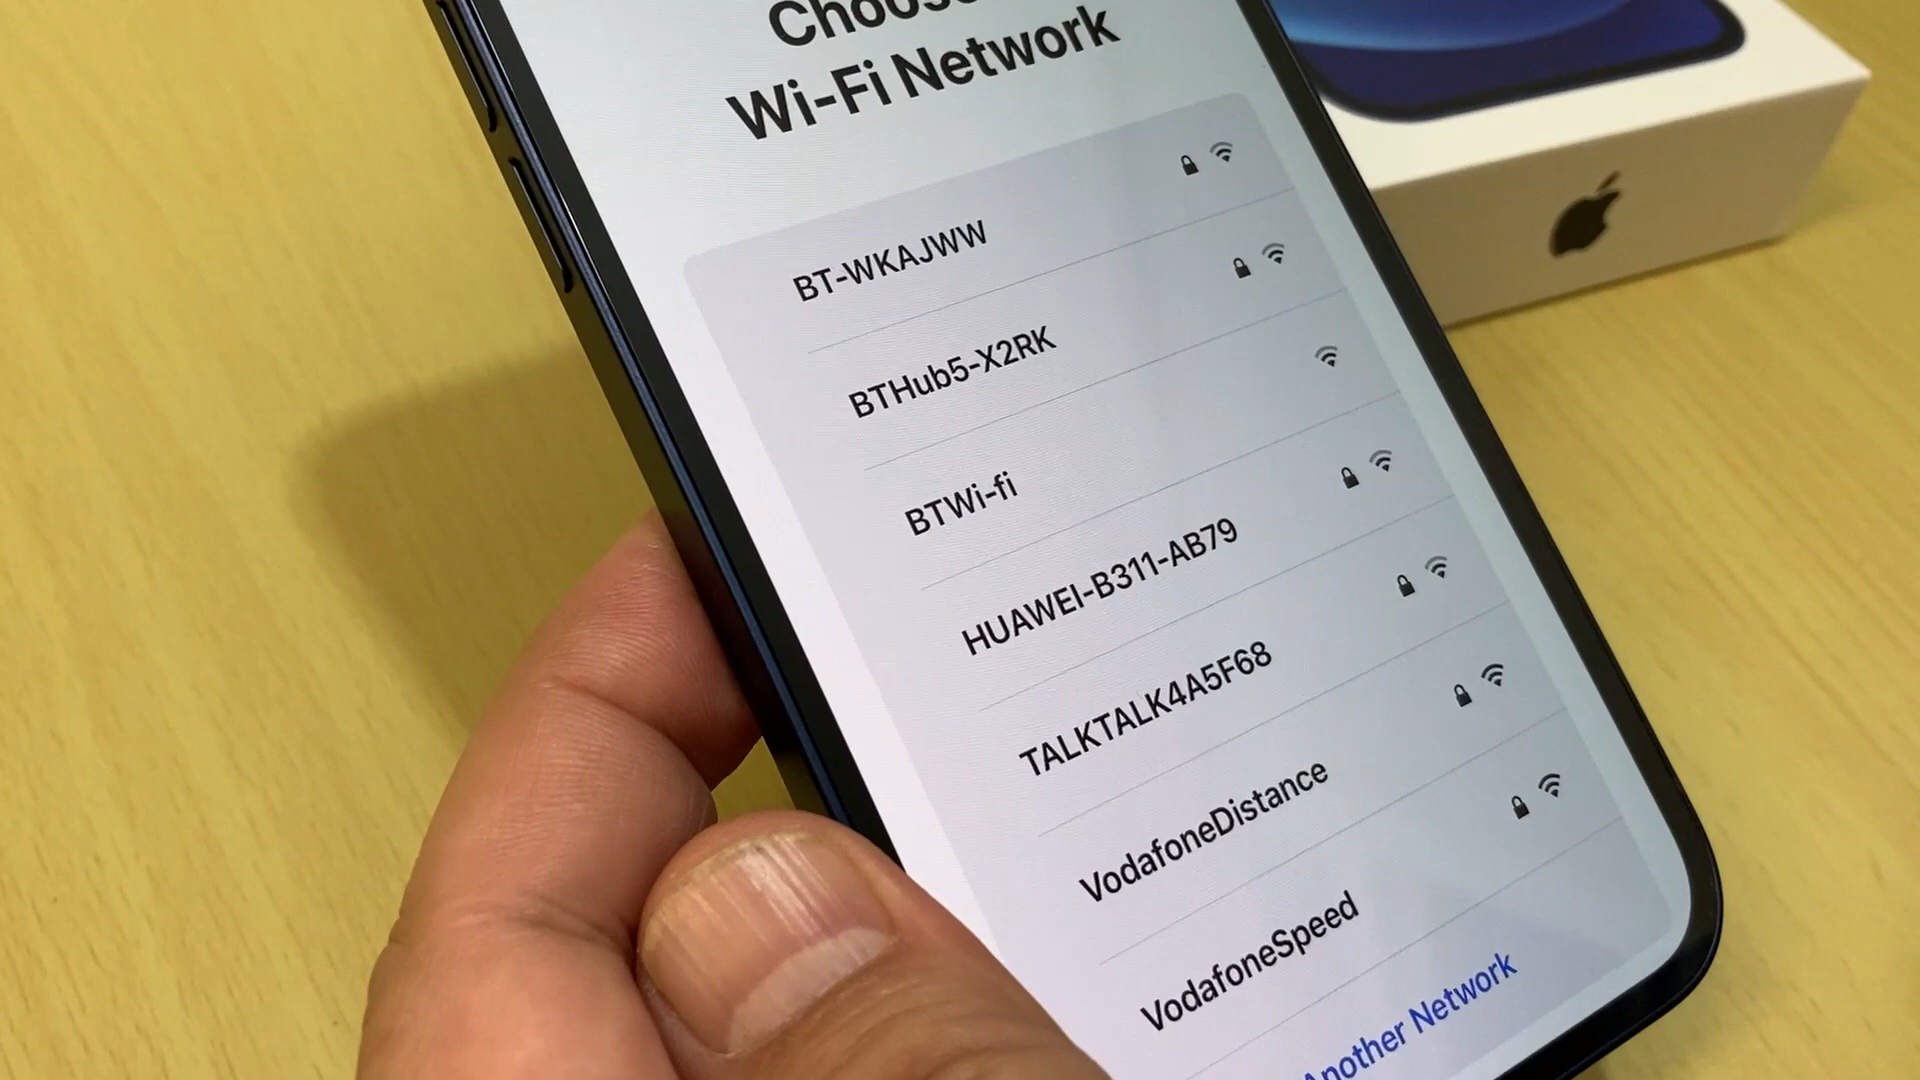 Choose
Wi-Fi Network
BT-WKAJWW
BTHub5-X2RK
BTWi-fi
HUAWEI-B311-AB79
TALKTALK4A5F68
VodafoneDistance
VodafoneSpeed
Another Network